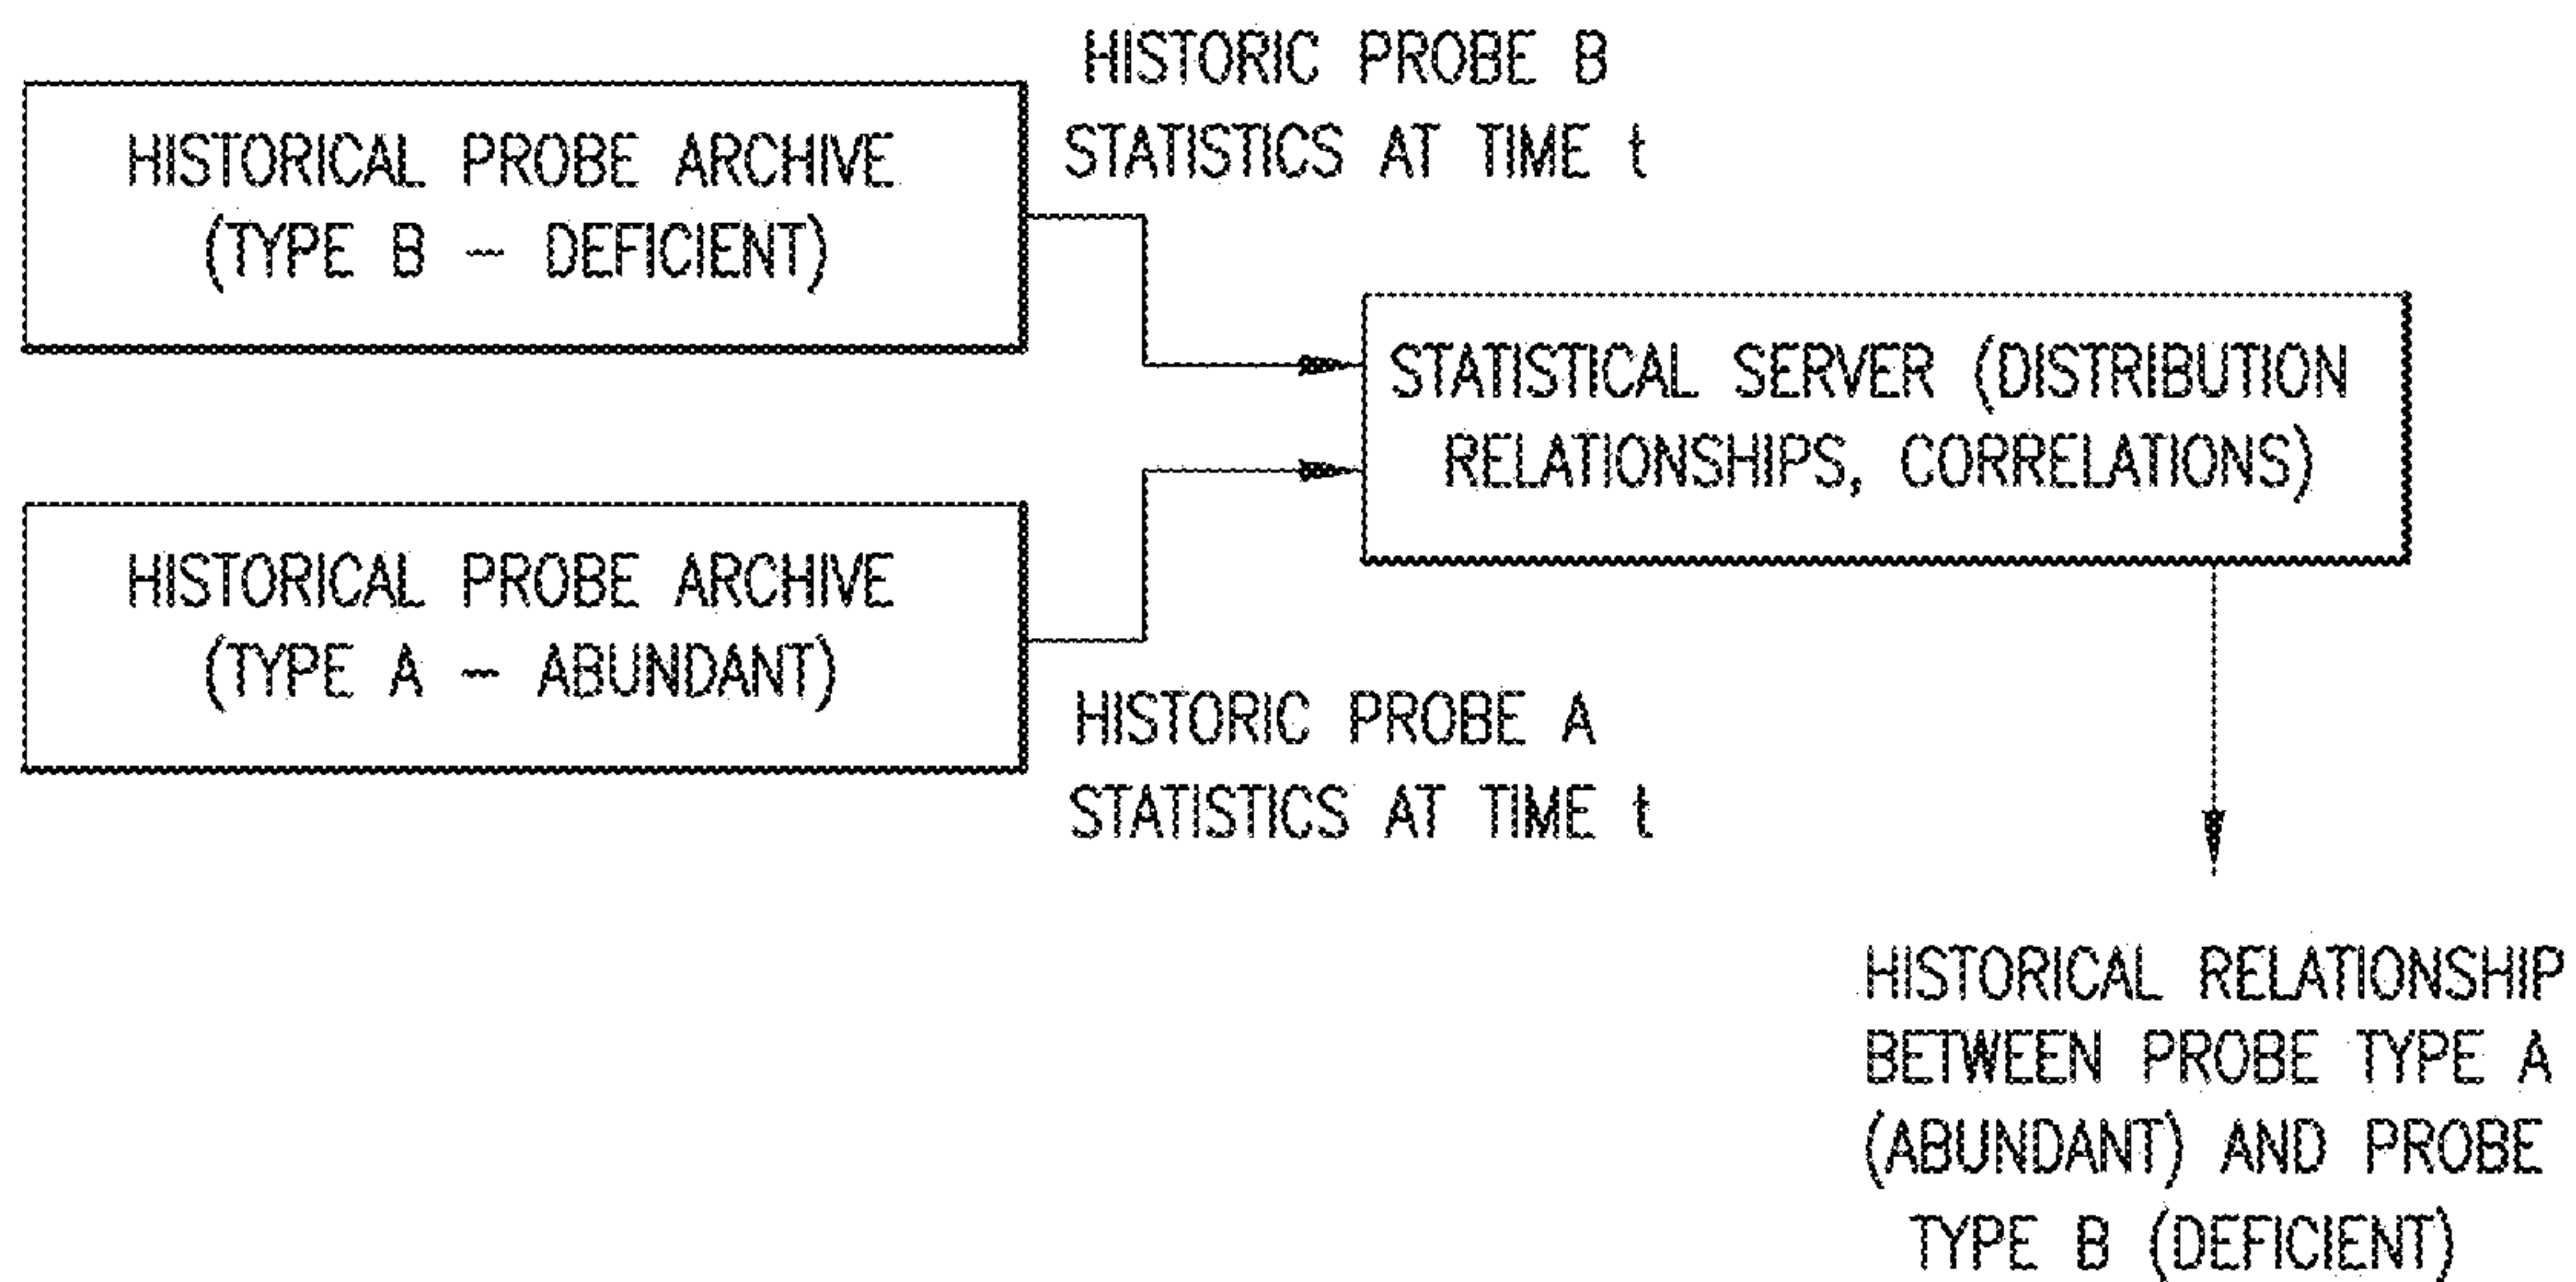 HISTORIC PROBE B
STATISTICS AT TIME t
HISTORICAL PROBE ARCHIVE
(TYPE B – DEFICIENT)
STATISTICAL SERVER (DISTRIBUTION
RELATIONSHIPS, CORRELATIONS)
HISTORICAL PROBE ARCHIVE
(TYPE A – ABUNDANT)
HISTORIC PROBE A
STATISTICS AT TIME t
HISTORICAL RELATIONSHIP
BETWEEN PROBE TYPE A
(ABUNDANT) AND PROBE
TYPE B (DEFICIENT)